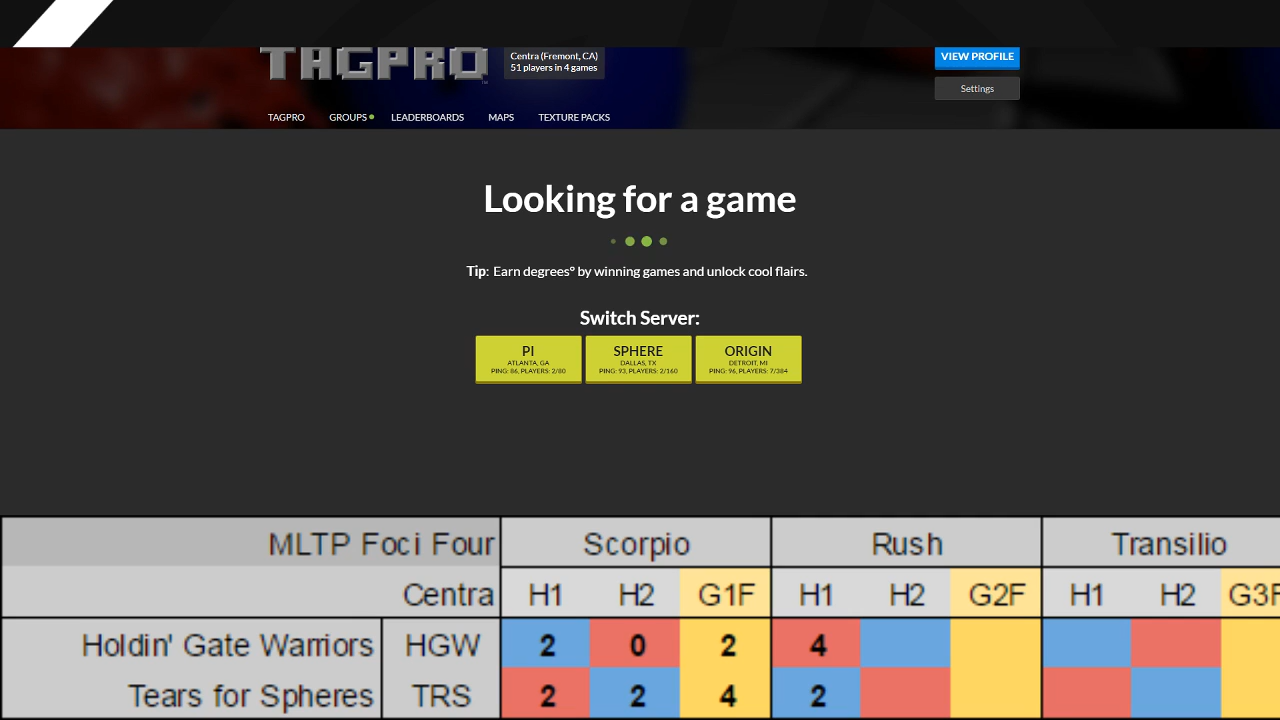 TAGPRO
Centra (Fremont, CA)
51 players in 4 games
VIEW PROFILE
Settings
TAGPRO GROUPS LEADERBOARDS MAPS TEXTURE PACKS
Looking for a game
Tip: Earn degrees° by winning games and unlock cool flairs.
Switch Server:
PI SPHERE ORIGIN
ATLANTA, GA DALLAS, TX DETROIT, MI
PING: 86, PLAYERS: 2/80 PING: 93, PLAYERS: 2/160 PING: 96, PLAYERS: 7/384
MLTP Foci Four Scorpio Rush Transilio
Centra H1 H2 G1F H1 H2 G2F H1 H2 G3F
Holdin' Gate Warriors HGW 2 0 2 4
Tears for Spheres TRS 2 2 4 2